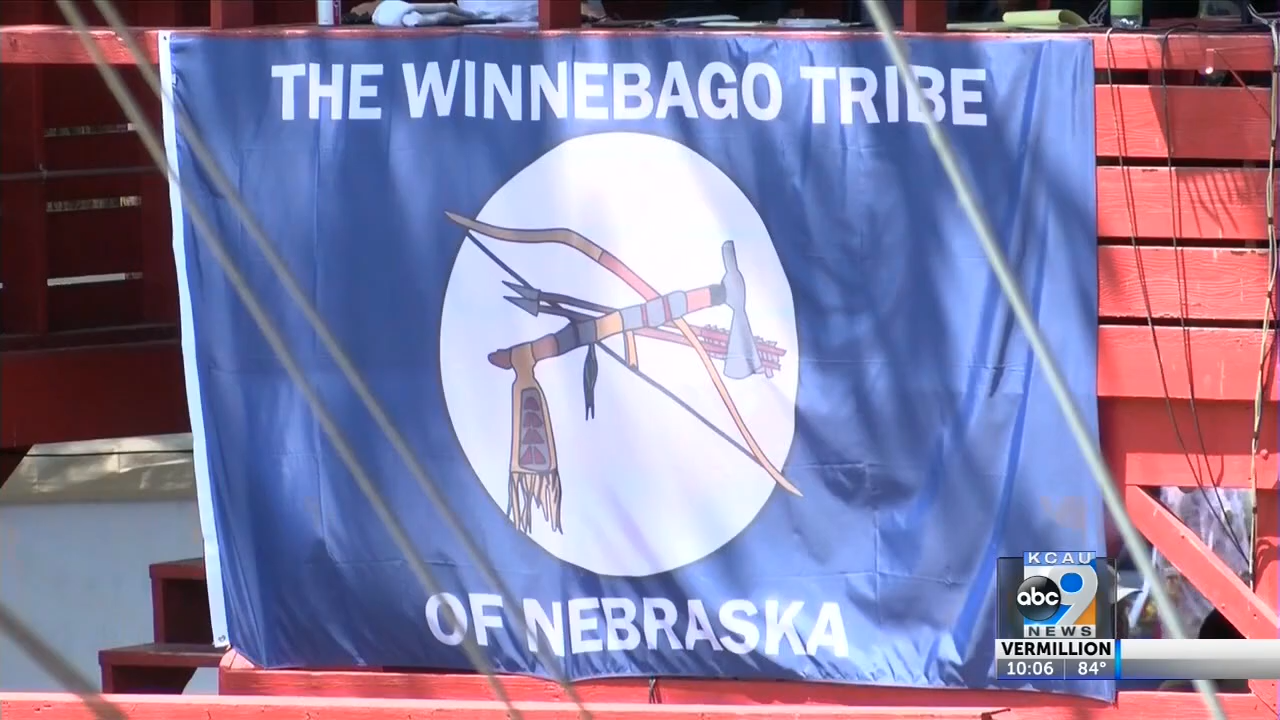 THE WINNEBAGO TRIBE
OF NEBRASKA
KCAU
abc 9
NEWS
VERMILLION
10:06 84°